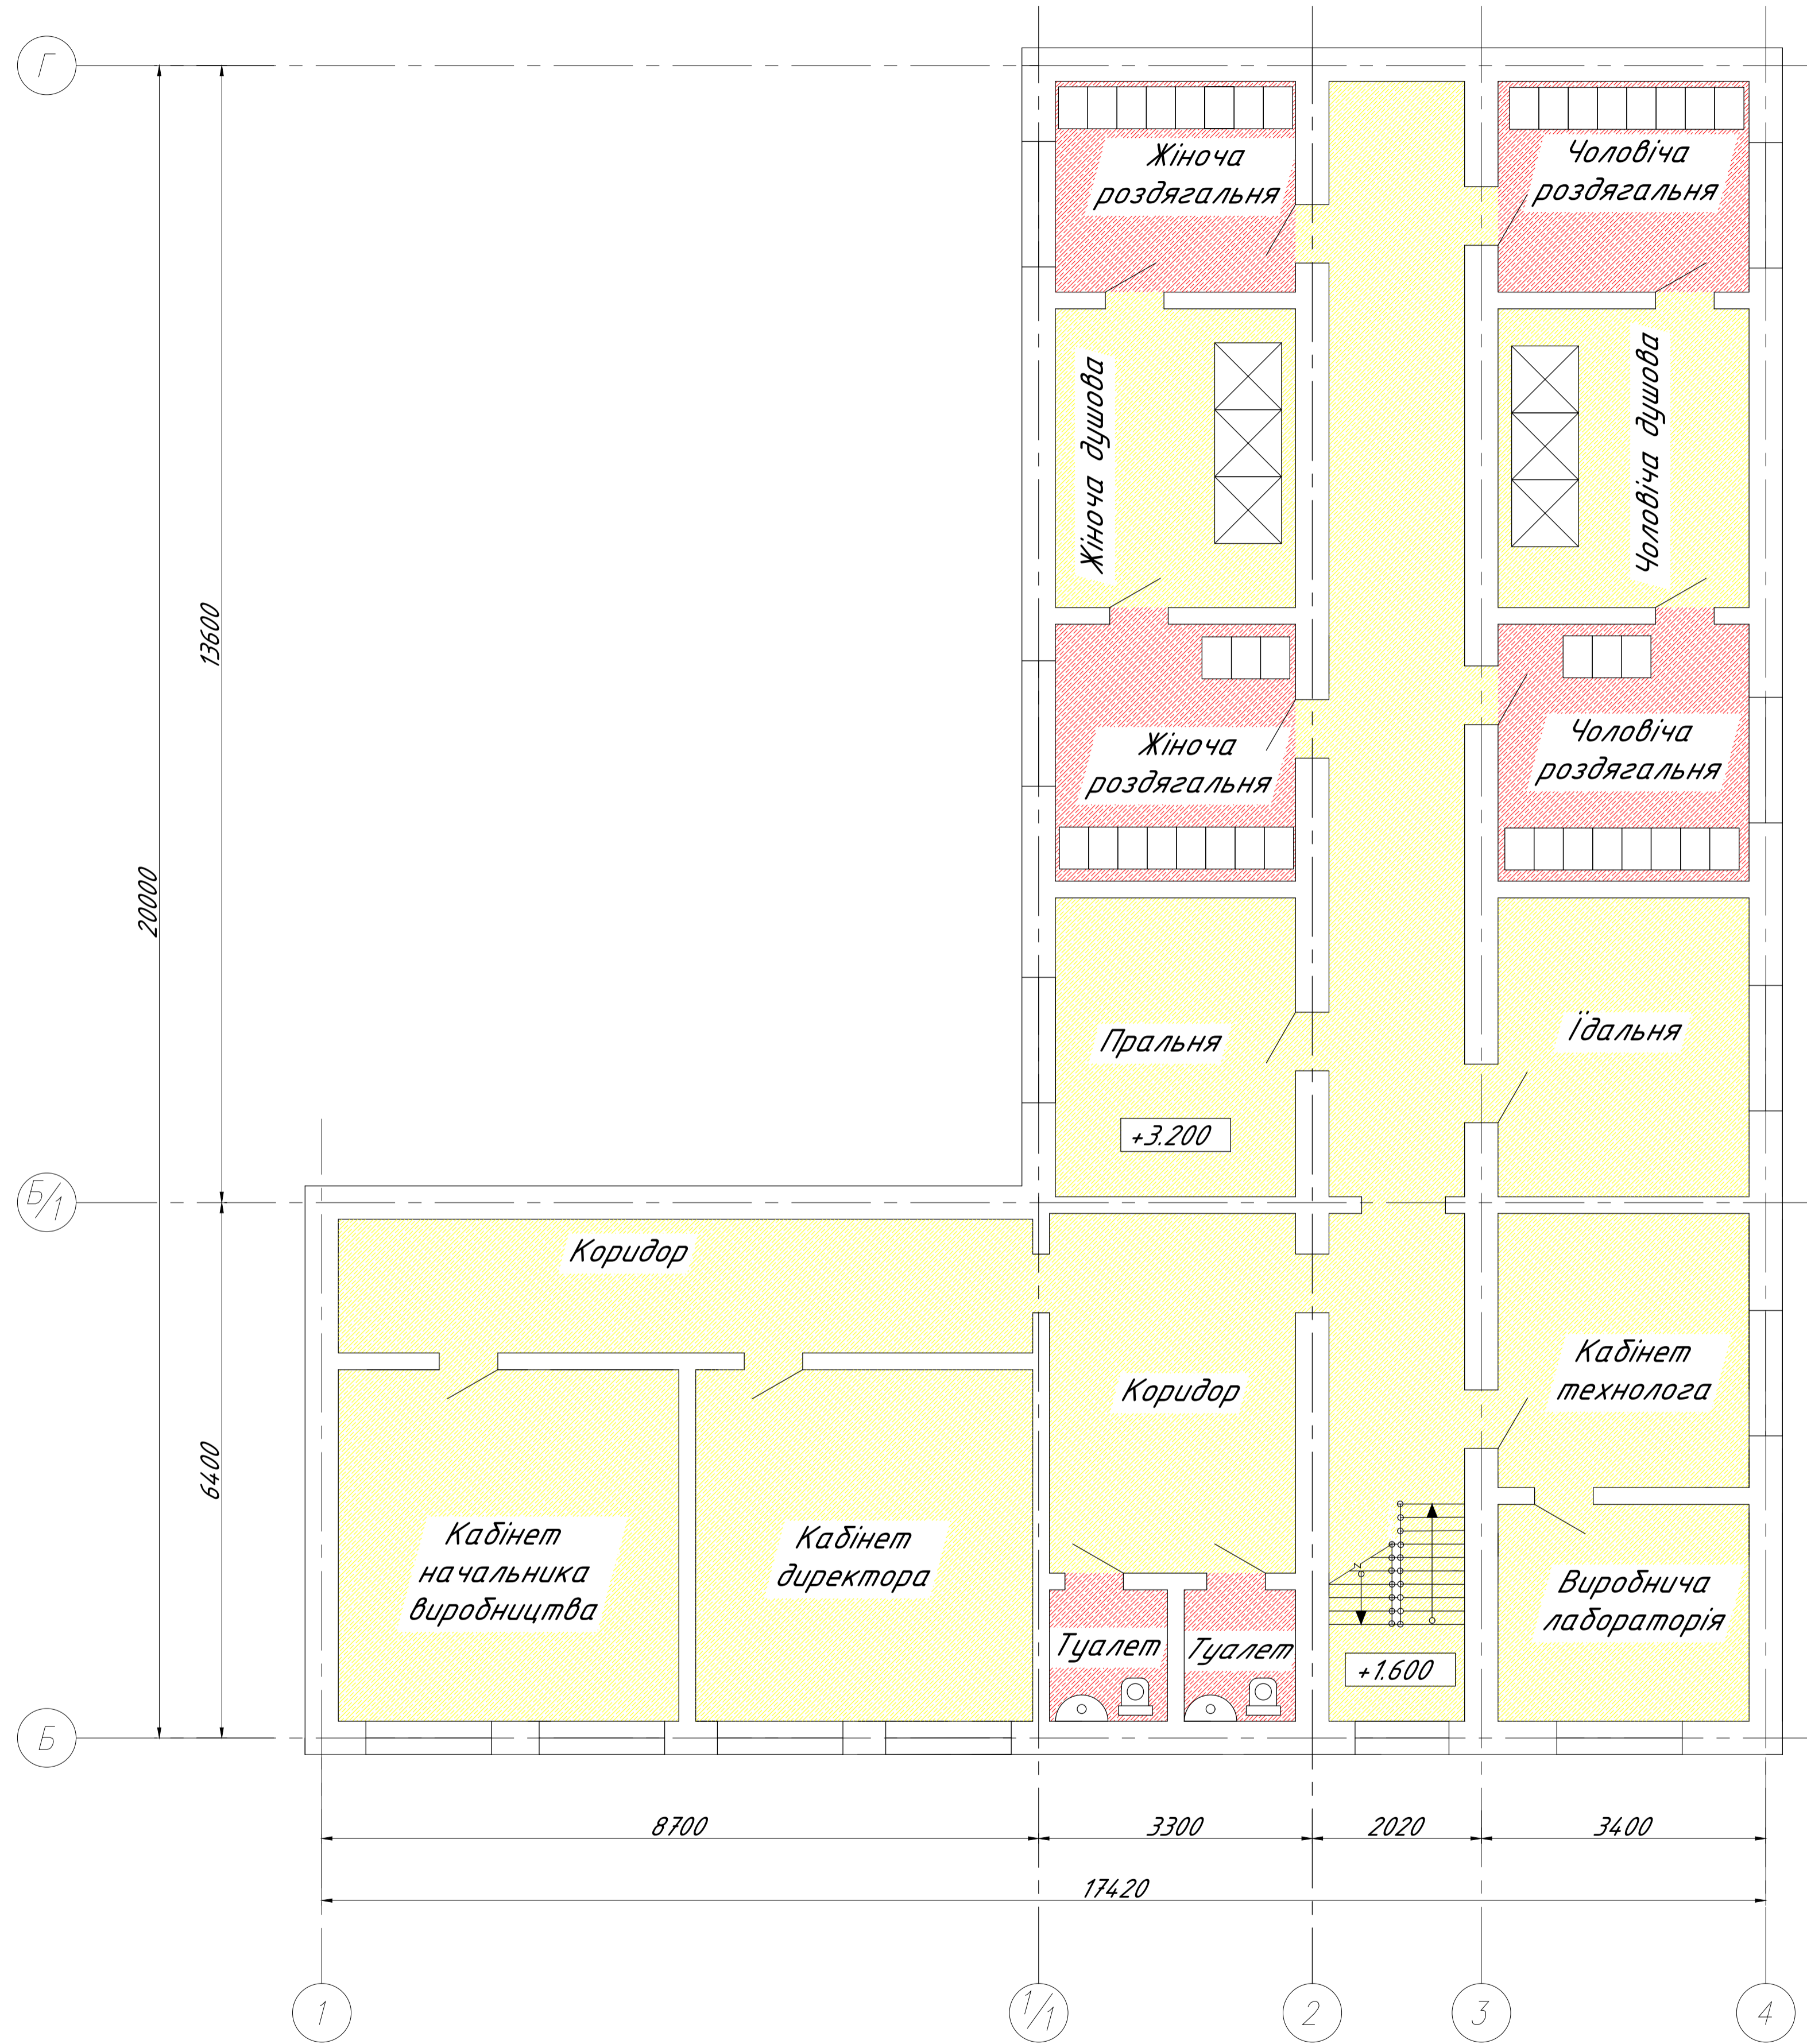 Г
Жіноча
роздягальня
Чоловіча
роздягальня
Жіноча душова
Чоловіча душова
13600
20000
Жіноча
роздягальня
Чоловіча
роздягальня
Пральня
Їдальня
+3.200
Б/1
Коридор
Коридор
Кабінет
технолога
6400
Кабінет
начальника
виробництва
Кабінет
директора
Туалет
Туалет
Виробнича
лабораторія
+1.600
Б
8700
3300
2020
3400
17420
1
1/1
2
3
4